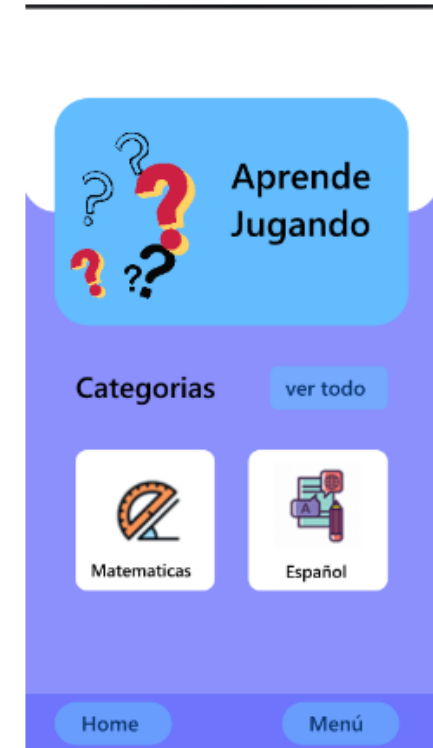 Aprende
Jugando
Categorias
ver todo
Matematicas
Español
Home
Menú